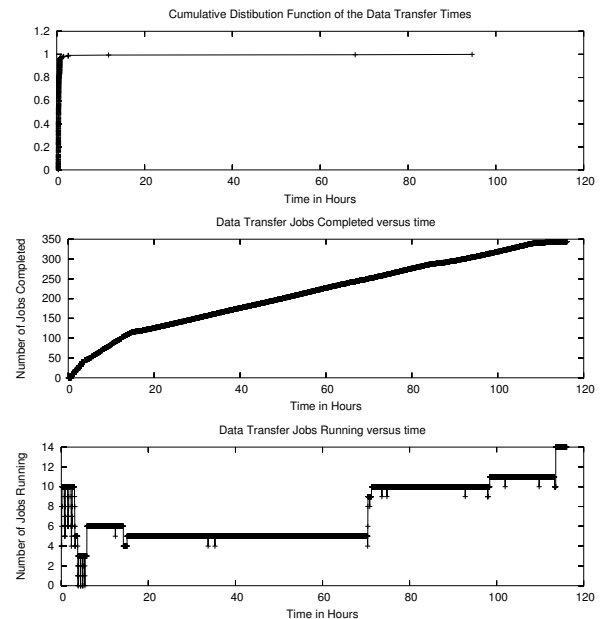 Cumulative Distibution Function of the Data Transfer Times
1.2
1
0.8
0.6
0.4
0.2
0
0 20 40 60 80 100 120
Time in Hours
Data Transfer Jobs Completed versus time
Number of Jobs Completed
350
300
250
200
150
100
50
0
0 20 40 60 80 100 120
Time in Hours
Data Transfer Jobs Running versus time
Number of Jobs Running
14
12
10
8
6
4
2
0
0 20 40 60 80 100 120
Time in Hours